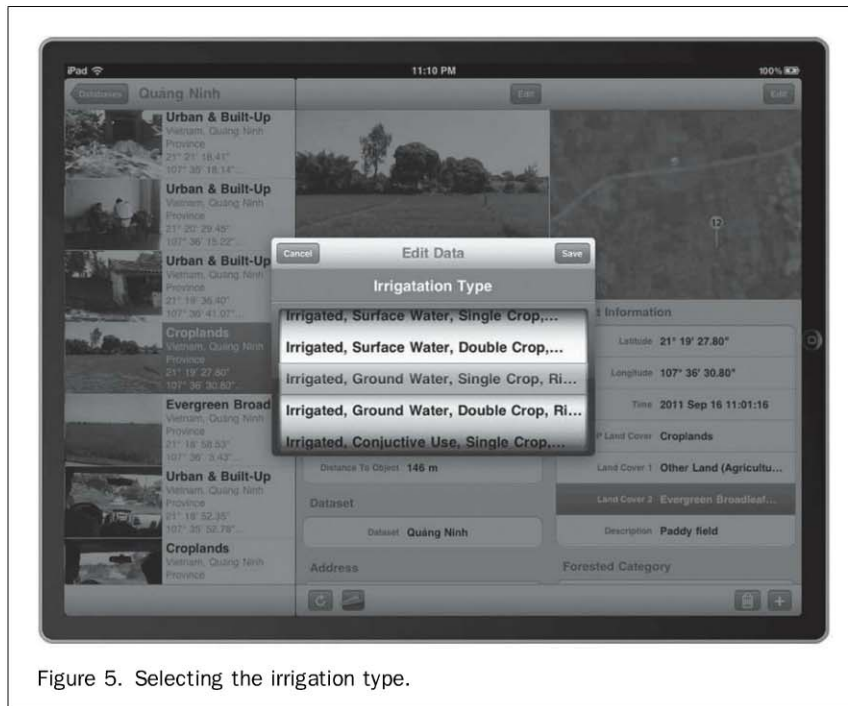 iPad
11:10 PM
100%
Databases
Quảng Ninh
Edit
Edit
Urban & Built-Up
Vietnam, Quảng Ninh
Province
21° 21' 18.41"
107° 35' 18.14"...
Urban & Built-Up
Vietnam, Quảng Ninh
Province
21° 20' 29.45"
107° 36' 15.22"...
Urban & Built-Up
Vietnam, Quảng Ninh
Province
21° 19' 36.40"
107° 36' 41.07"...
Croplands
Vietnam, Quảng Ninh
Province
21° 19' 27.80"
107° 36' 30.80"...
Evergreen Broad
Vietnam, Quảng Ninh
Province
21° 18' 58.53"
107° 36' 3.43"...
Urban & Built-Up
Vietnam, Quảng Ninh
Province
21° 18' 52.35"
107° 35' 52.78"...
Croplands
Vietnam, Quảng Ninh
Province
12
Cancel
Edit Data
Save
Irrigatation Type
Irrigated, Surface Water, Single Crop,...
Irrigated, Surface Water, Double Crop,...
Irrigated, Ground Water, Single Crop, Ri...
Irrigated, Ground Water, Double Crop, Ri...
Irrigated, Conjuctive Use, Single Crop,...
Distance To Object 146 m
Dataset
Dataset Quảng Ninh
Address
t Information
Latitude 21° 19' 27.80"
Longitude 107° 36' 30.80"
Time 2011 Sep 16 11:01:16
P Land Cover Croplands
Land Cover 1 Other Land (Agricultu...
Land Cover 2 Evergreen Broadleaf...
Description Paddy field
Forested Category
Figure 5. Selecting the irrigation type.